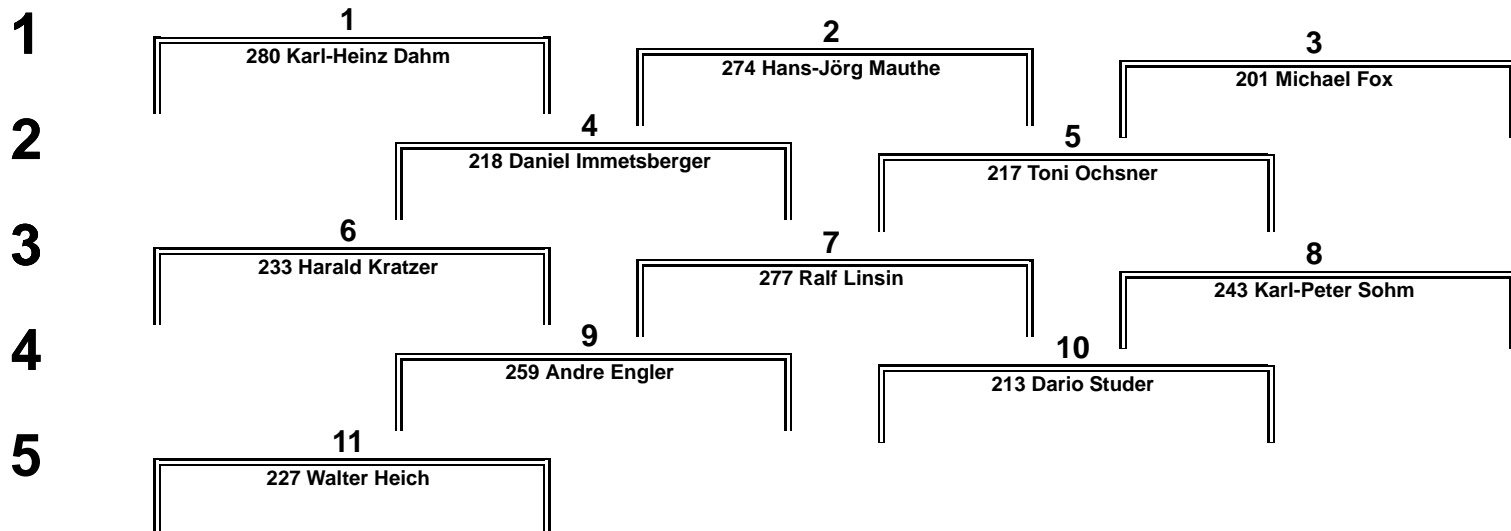 1
1
280 Karl-Heinz Dahm
2
274 Hans-Jörg Mauthe
3
201 Michael Fox
2
4
218 Daniel Immetsberger
5
217 Toni Ochsner
3
6
233 Harald Kratzer
7
277 Ralf Linsin
8
243 Karl-Peter Sohm
4
9
259 Andre Engler
10
213 Dario Studer
5
11
227 Walter Heich